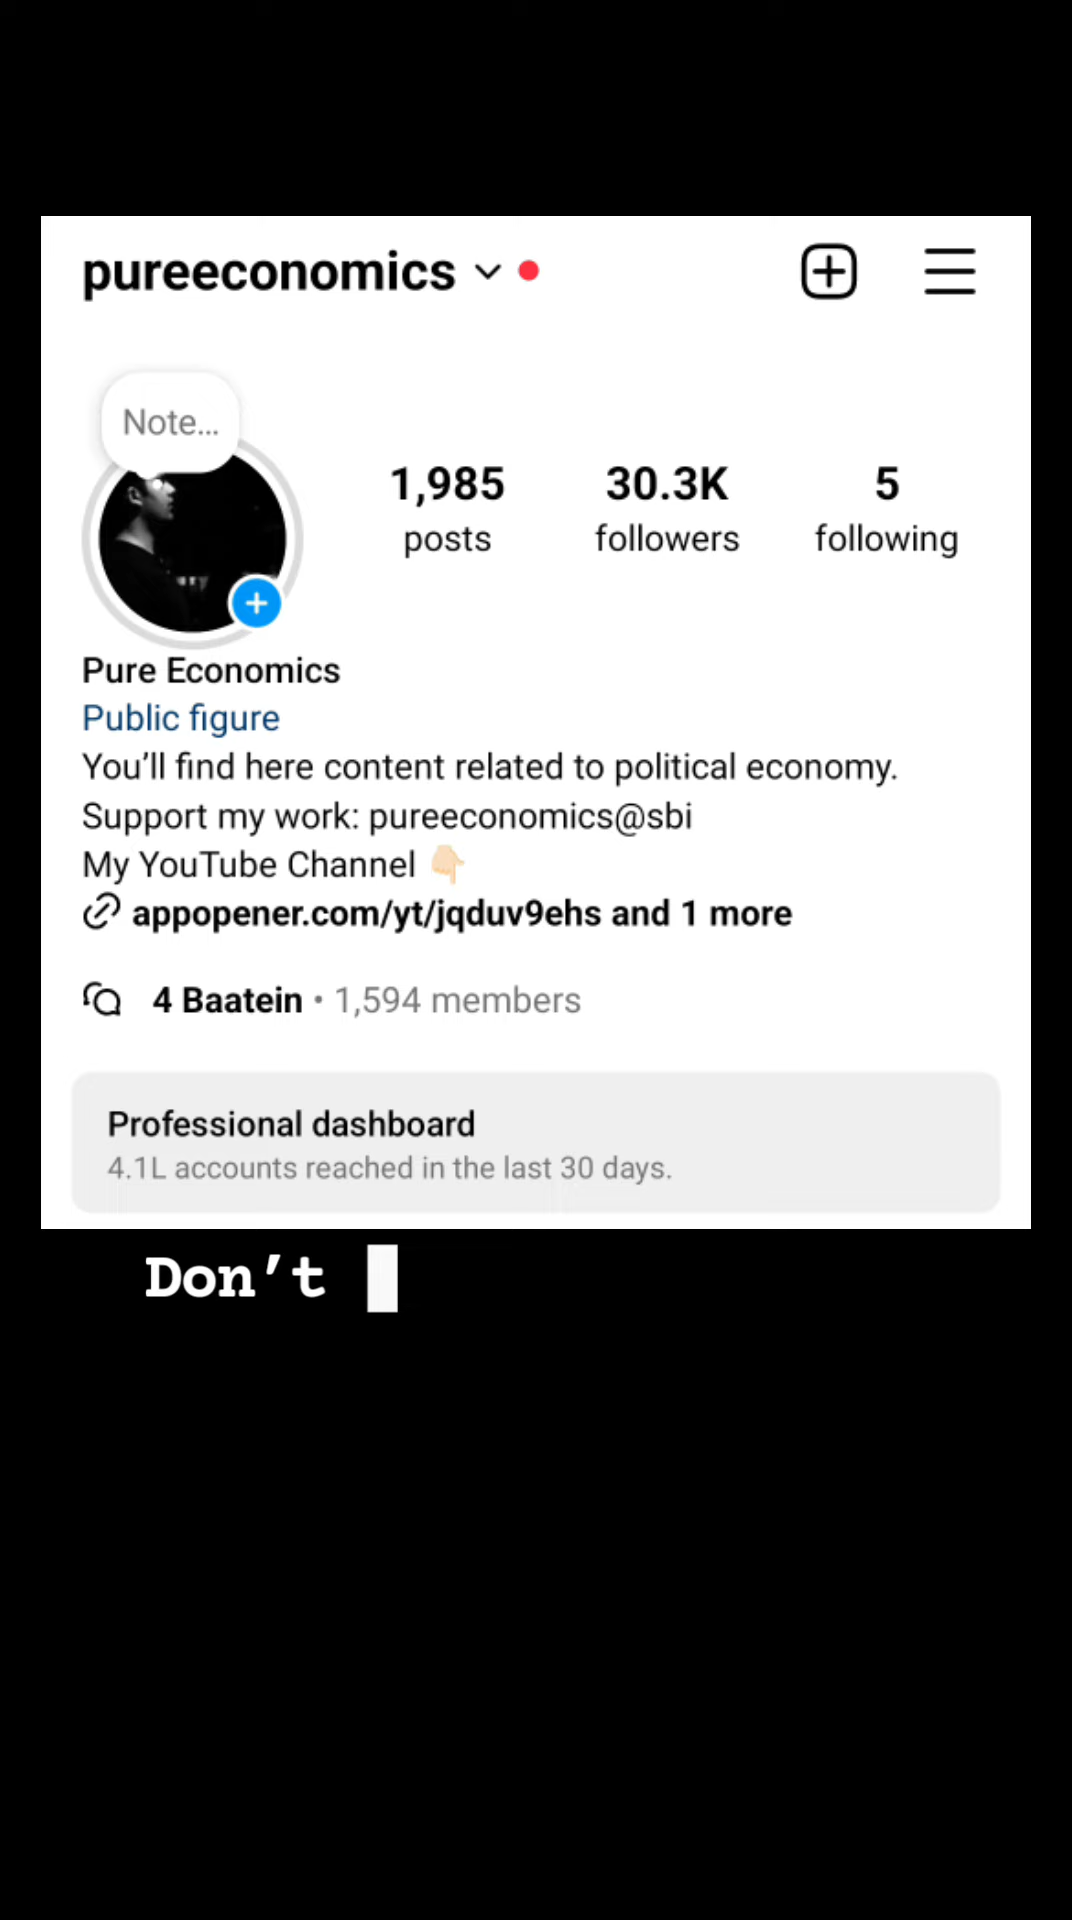 pureeconomics
Note...
1,985 30.3K 5
posts followers following
Pure Economics
Public figure
You'll find here content related to political economy.
Support my work: pureeconomics@sbi
My YouTube Channel 👇🏻
appopener.com/yt/jqduv9ehs and 1 more
4 Baatein • 1,594 members
Professional dashboard
4.1L accounts reached in the last 30 days.
Don't